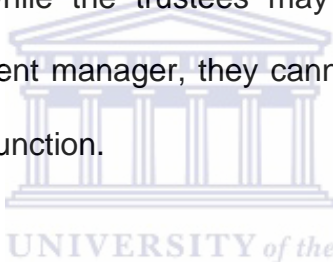 while the trustees may
ent manager, they cann
unction.
UNIVERSITY of the